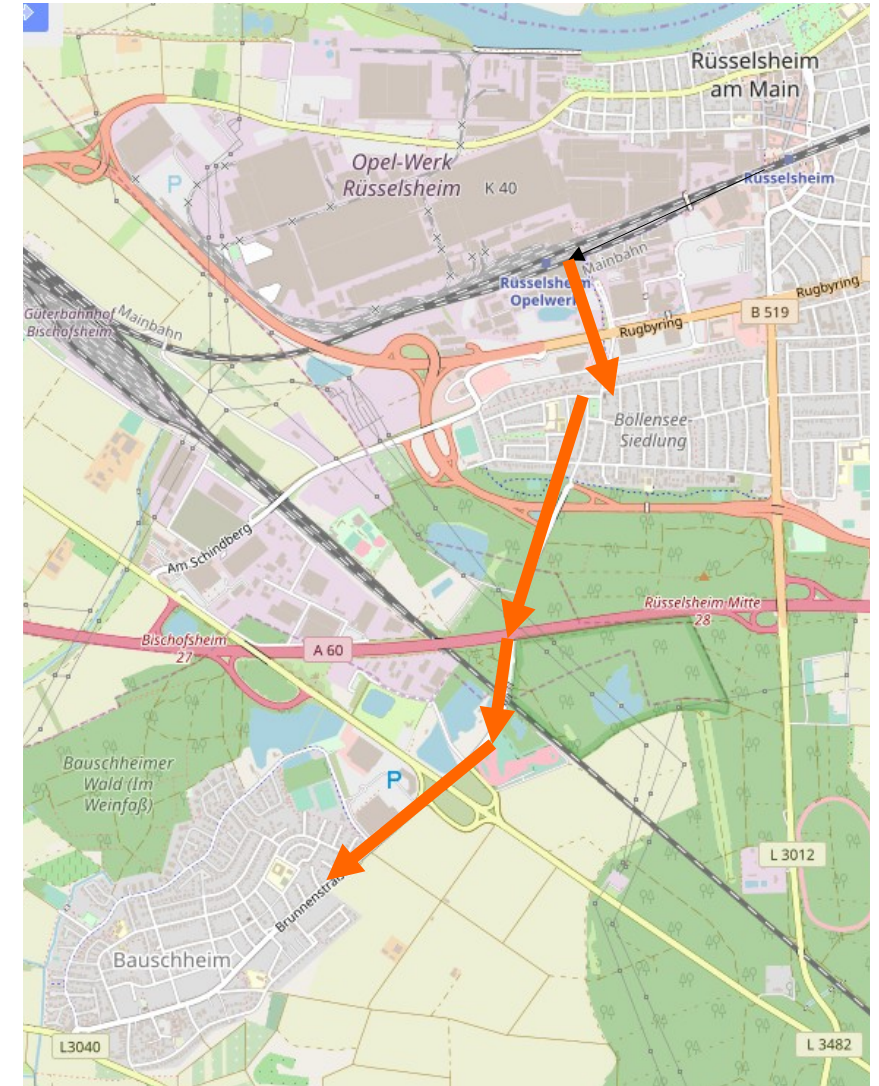 Rüsselsheim
am Main
Opel-Werk
Rüsselsheim
K 40
P
Rüsselsheim
Mainbahn
Rüsselsheim
Opelwerk
Rugbyring
Rugbyring
B 519
Güterbahnhof
Bischofsheim
Mainbahn
Böllensee-
Siedlung
Am Schindberg
Rüsselsheim Mitte
28
Bischofsheim
27
A 60
Bauschheimer
Wald (Im
Weinfaß)
P
L 3012
Brunnenstraße
Bauschheim
L3040
L 3482